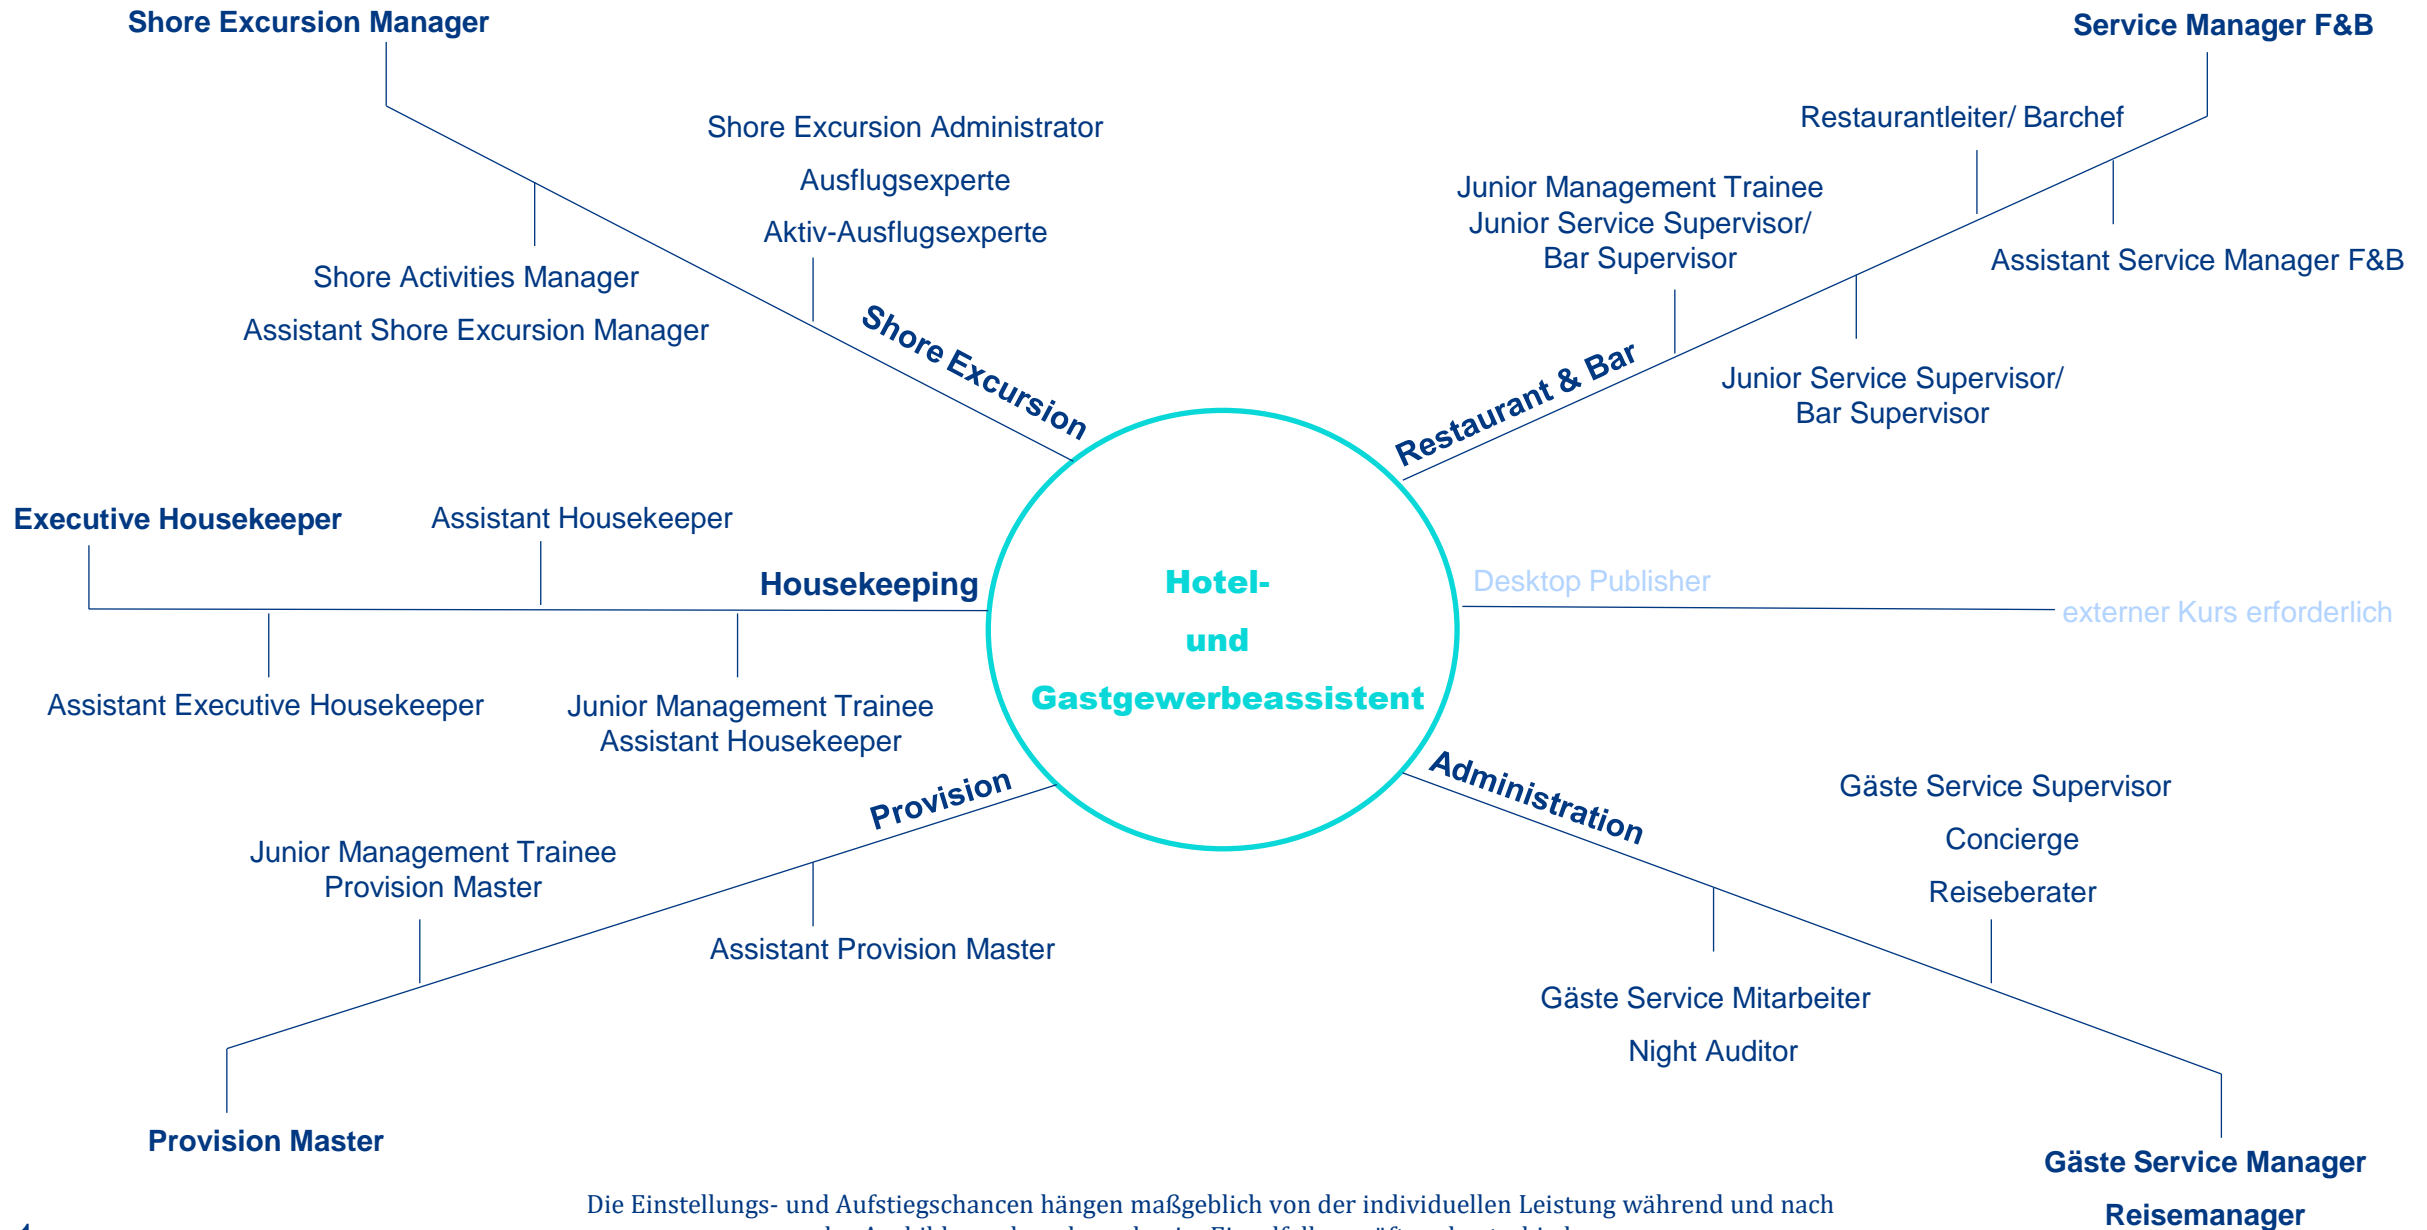 Shore Excursion Manager
Service Manager F&B
Shore Excursion Administrator
Ausflugsexperte
Aktiv-Ausflugsexperte
Restaurantleiter/ Barchef
Junior Management Trainee
Junior Service Supervisor/
Bar Supervisor
Shore Activities Manager
Assistant Shore Excursion Manager
Assistant Service Manager F&B
Shore Excursion
Restaurant & Bar
Junior Service Supervisor/
Bar Supervisor
Executive Housekeeper
Assistant Housekeeper
Housekeeping
Hotel-
und
Gastgewerbeassistent
Desktop Publisher
externer Kurs erforderlich
Assistant Executive Housekeeper
Junior Management Trainee
Assistant Housekeeper
Provision
Administration
Junior Management Trainee
Provision Master
Assistant Provision Master
Gäste Service Supervisor
Concierge
Reiseberater
Gäste Service Mitarbeiter
Night Auditor
Provision Master
Gäste Service Manager
Reisemanager
Die Einstellungs- und Aufstiegschancen hängen maßgeblich von der individuellen Leistung während und nach